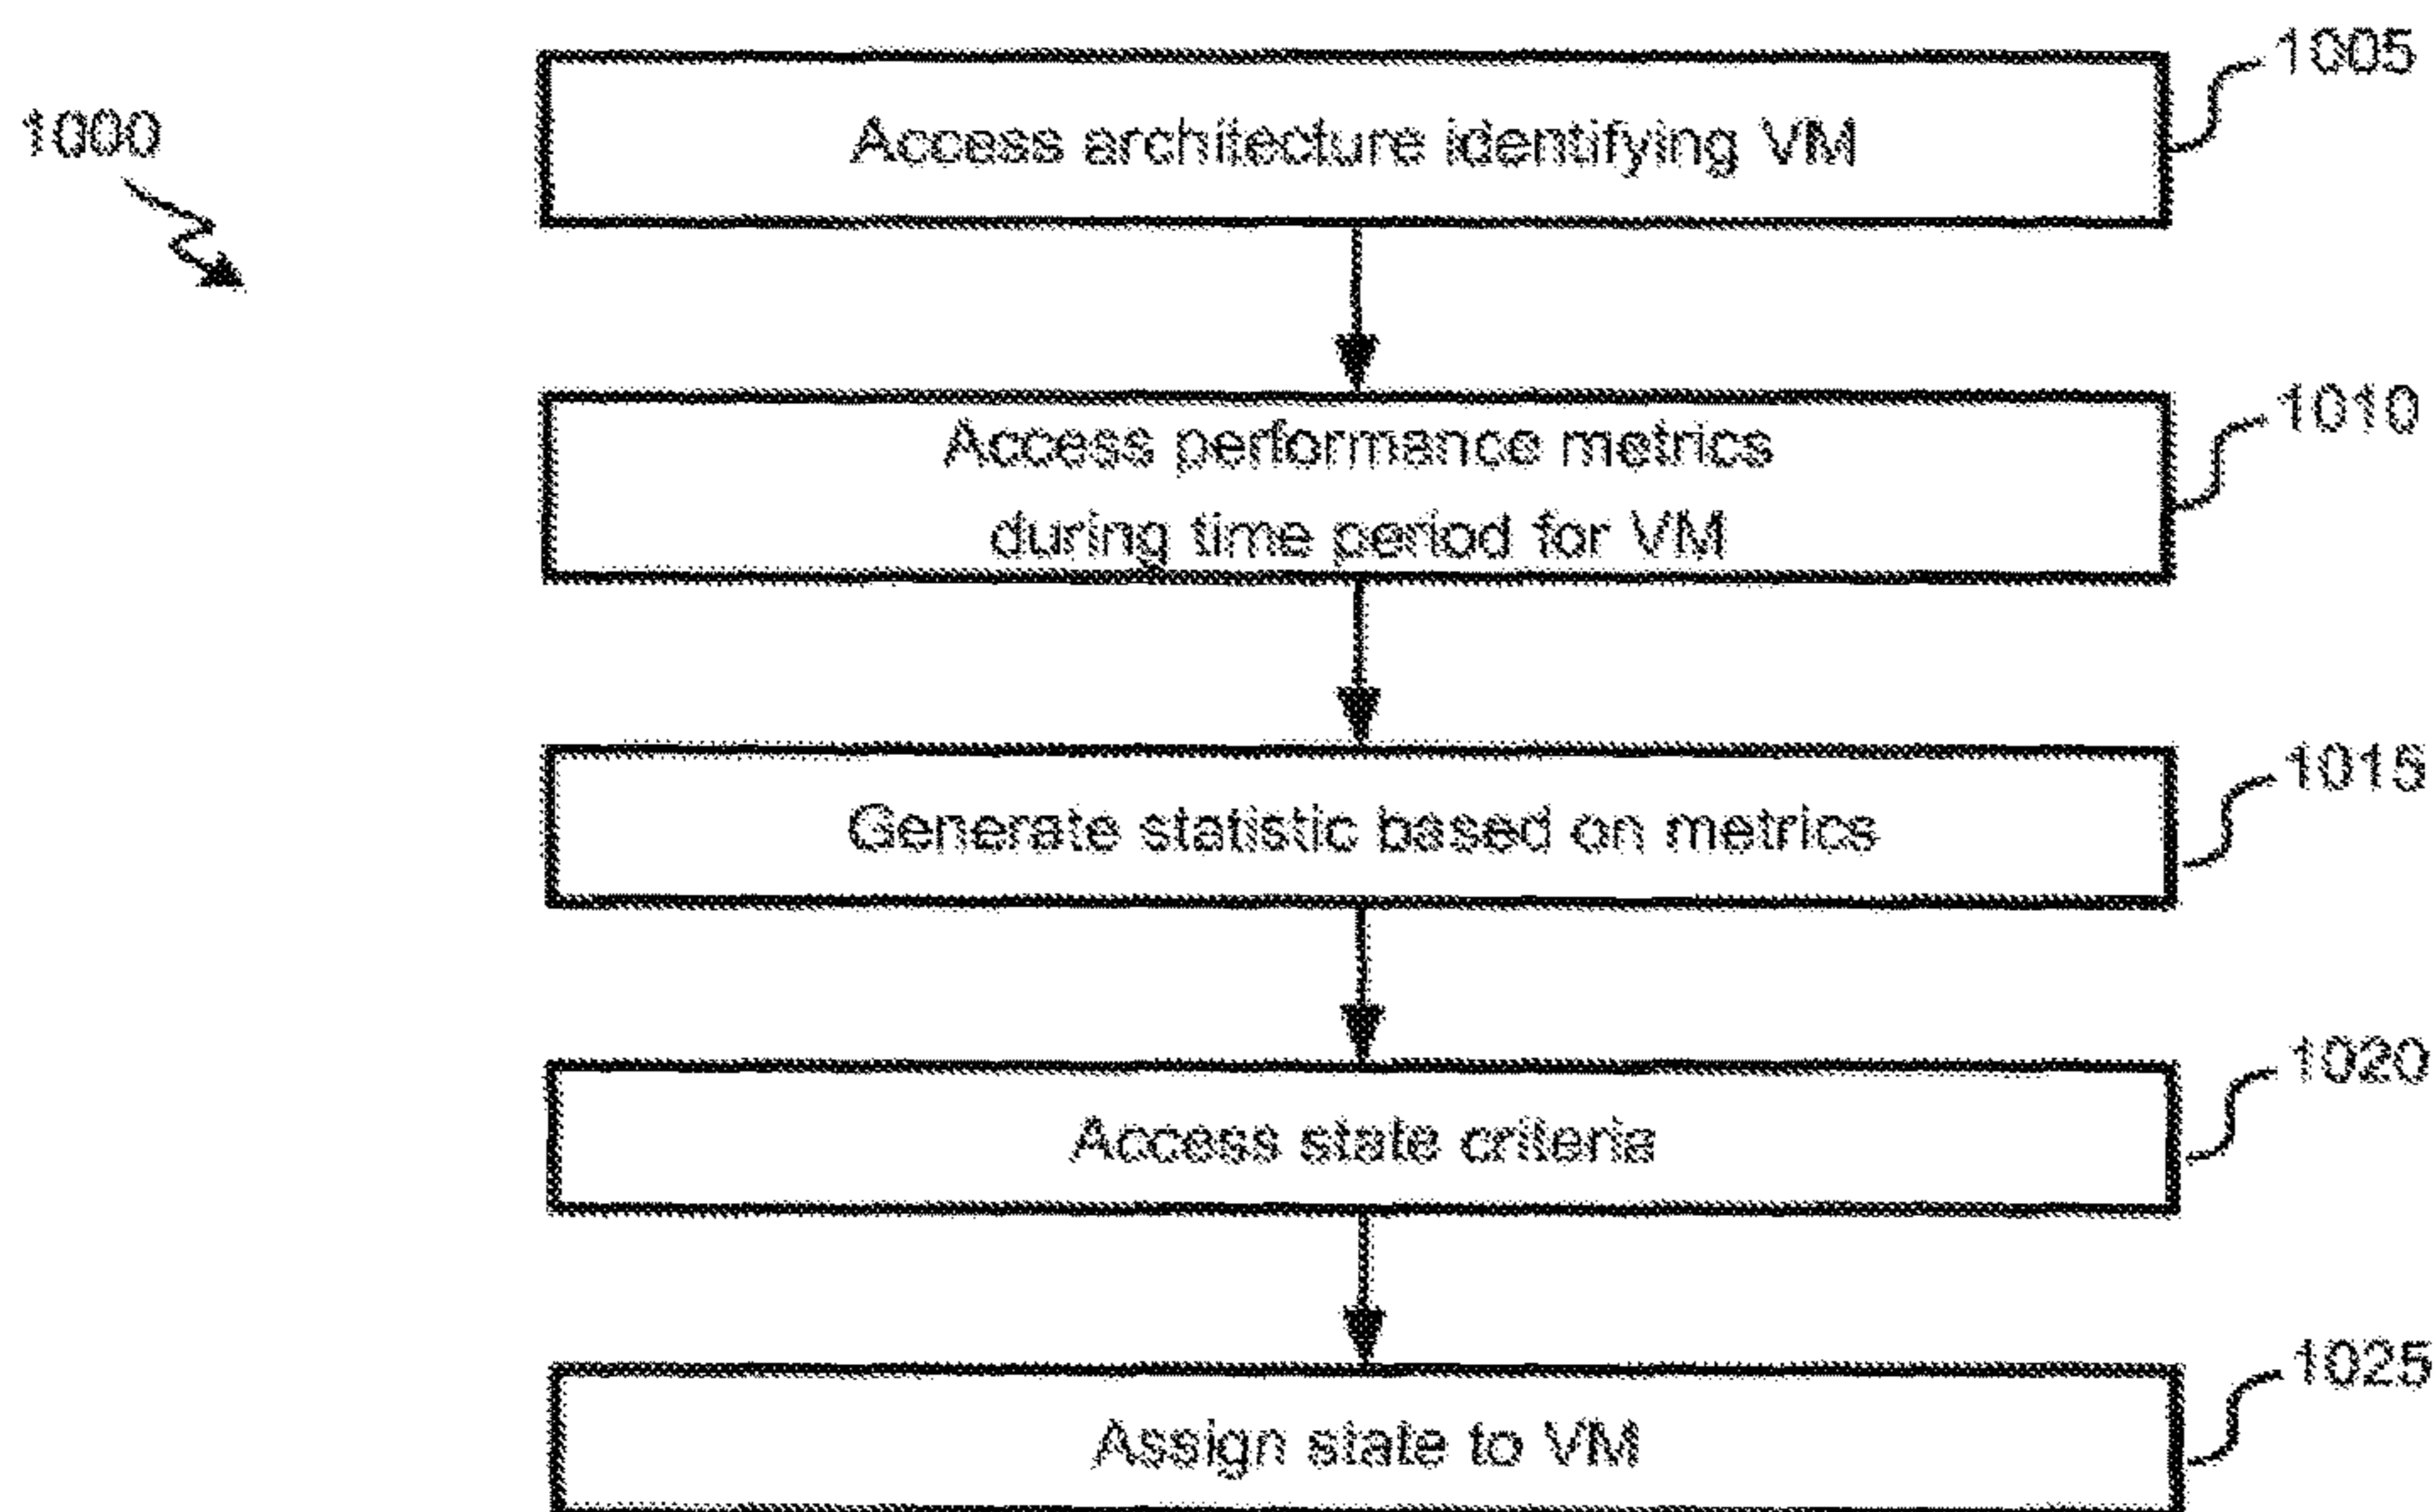 1000
Access architecture identifying VM
1005
Access performance metrics
during time period for VM
1010
Generate statistic based on metrics
1015
Access state criteria
1020
Assign state to VM
1025